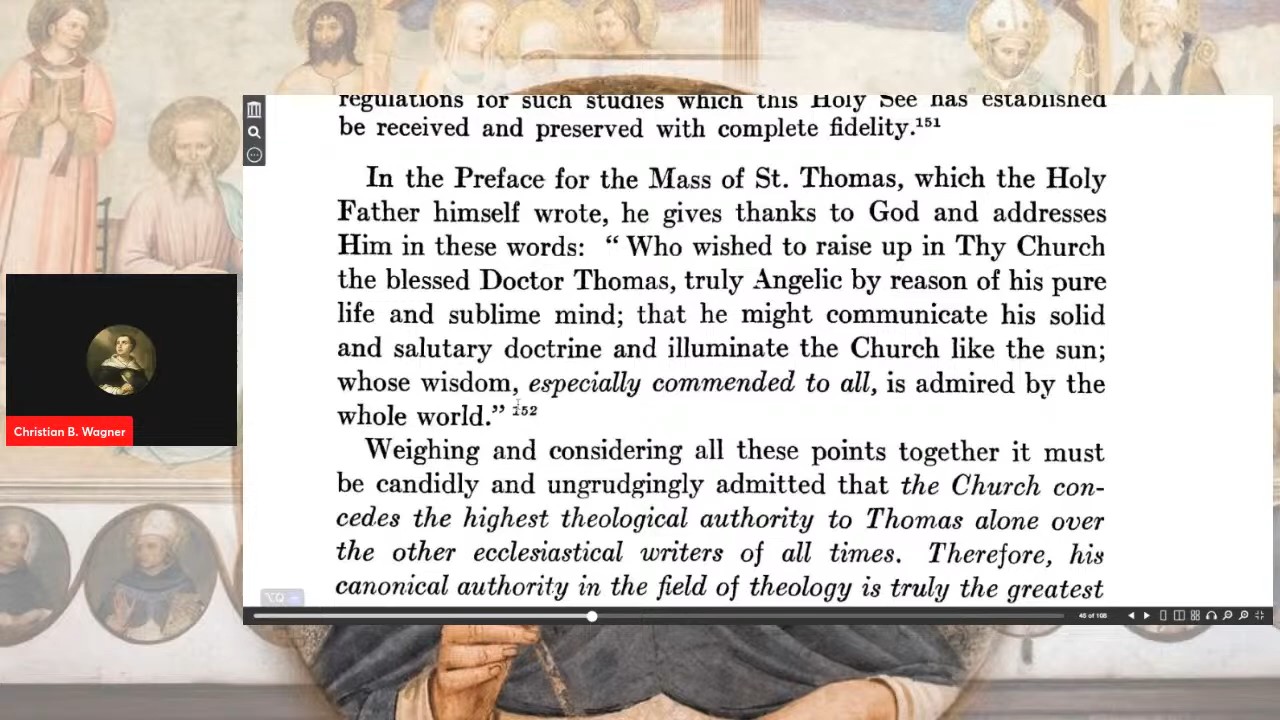 regulations for such studies which this Holy See has established
be received and preserved with complete fidelity.151
In the Preface for the Mass of St. Thomas, which the Holy
Father himself wrote, he gives thanks to God and addresses
Him in these words: “ Who wished to raise up in Thy Church
the blessed Doctor Thomas, truly Angelic by reason of his pure
life and sublime mind; that he might communicate his solid
and salutary doctrine and illuminate the Church like the sun;
whose wisdom, especially commended to all, is admired by the
whole world.” 152
Weighing and considering all these points together it must
be candidly and ungrudgingly admitted that the Church con-
cedes the highest theological authority to Thomas alone over
the other ecclesiastical writers of all times. Therefore, his
canonical authority in the field of theology is truly the greatest
Christian B. Wagner